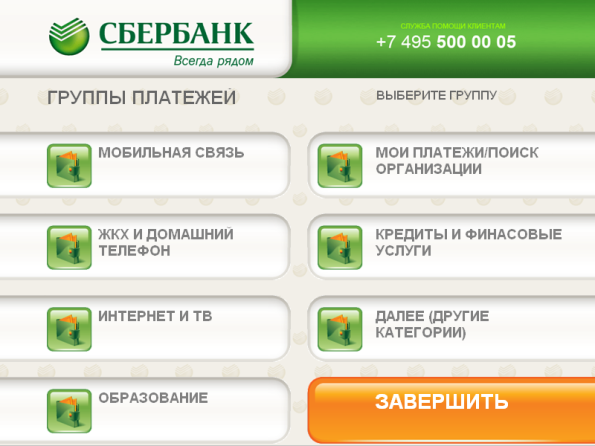 СБЕРБАНК
Всегда рядом
СЛУЖБА ПОМОЩИ КЛИЕНТАМ
+7 495 500 00 05
ГРУППЫ ПЛАТЕЖЕЙ
ВЫБЕРИТЕ ГРУППУ
МОБИЛЬНАЯ СВЯЗЬ
МОИ ПЛАТЕЖИ/ПОИСК
ОРГАНИЗАЦИИ
ЖКХ И ДОМАШНИЙ
ТЕЛЕФОН
КРЕДИТЫ И ФИНАСОВЫЕ
УСЛУГИ
ИНТЕРНЕТ И ТВ
ДАЛЕЕ (ДРУГИЕ
КАТЕГОРИИ)
ОБРАЗОВАНИЕ
ЗАВЕРШИТЬ